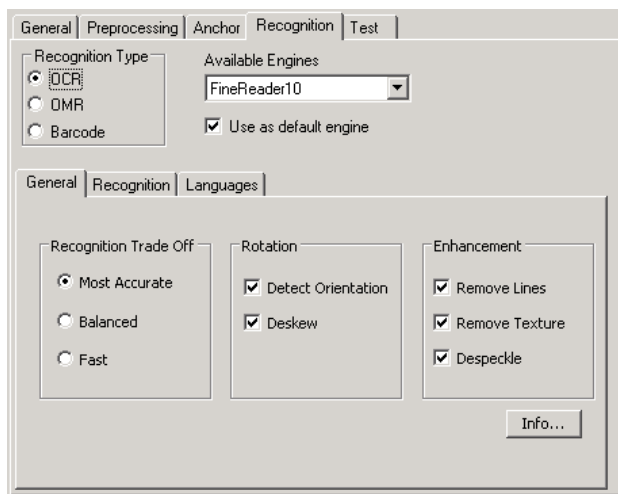 General Preprocessing Anchor Recognition Test
Recognition Type
OCR
OMR
Barcode
Available Engines
FineReader10
Use as default engine
General Recognition Languages
Recognition Trade Off
Most Accurate
Balanced
Fast
Rotation
Detect Orientation
Deskew
Enhancement
Remove Lines
Remove Texture
Despeckle
Info...